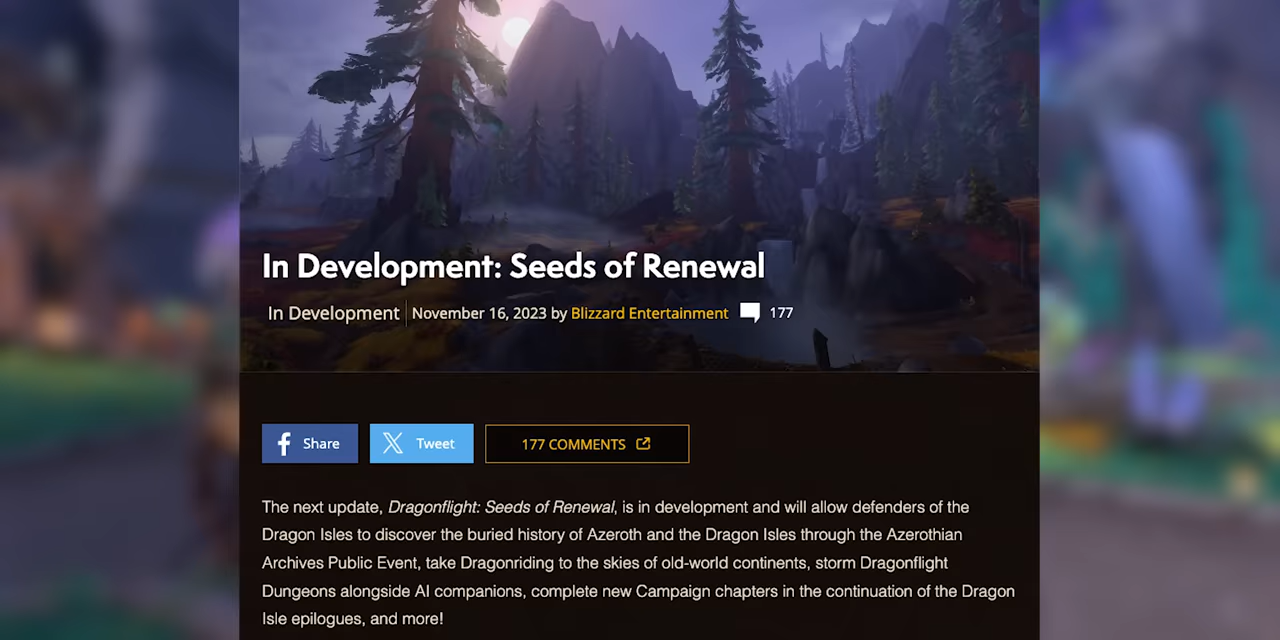 In Development: Seeds of Renewal
In Development November 16, 2023 by Blizzard Entertainment 177
Share Tweet 177 COMMENTS
The next update, Dragonflight: Seeds of Renewal, is in development and will allow defenders of the
Dragon Isles to discover the buried history of Azeroth and the Dragon Isles through the Azerothian
Archives Public Event, take Dragonriding to the skies of old-world continents, storm Dragonflight
Dungeons alongside AI companions, complete new Campaign chapters in the continuation of the Dragon
Isle epilogues, and more!